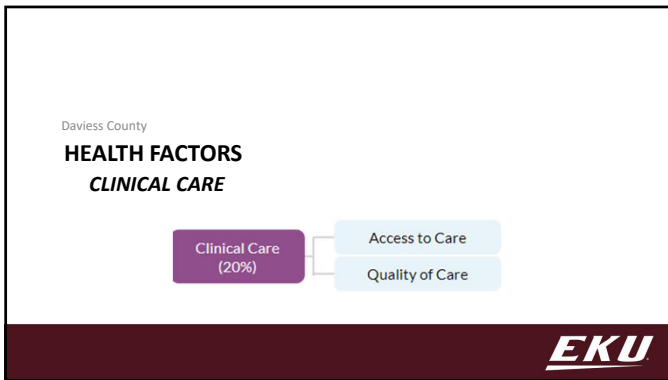 Daviess County
HEALTH FACTORS
CLINICAL CARE
Clinical Care
(20%)
Access to Care
Quality of Care
EKU